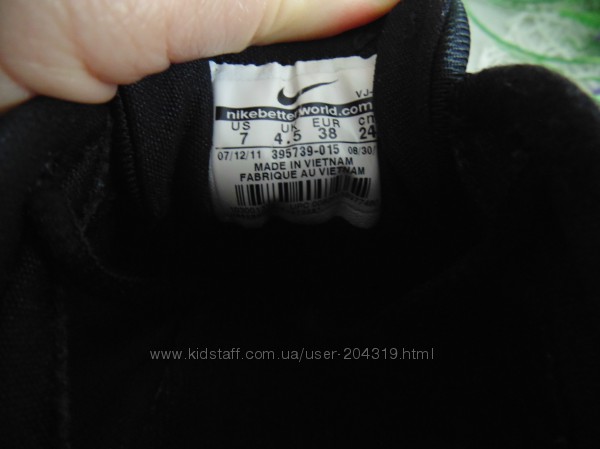 VJ-
nikebetterworld.com
US UK EUR cm
7 4.5 38 24
07/12/11 395739-015 08/30/
MADE IN VIETNAM
FABRIQUE AU VIETNAM
www.kidstaff.com.ua/user-204319.html